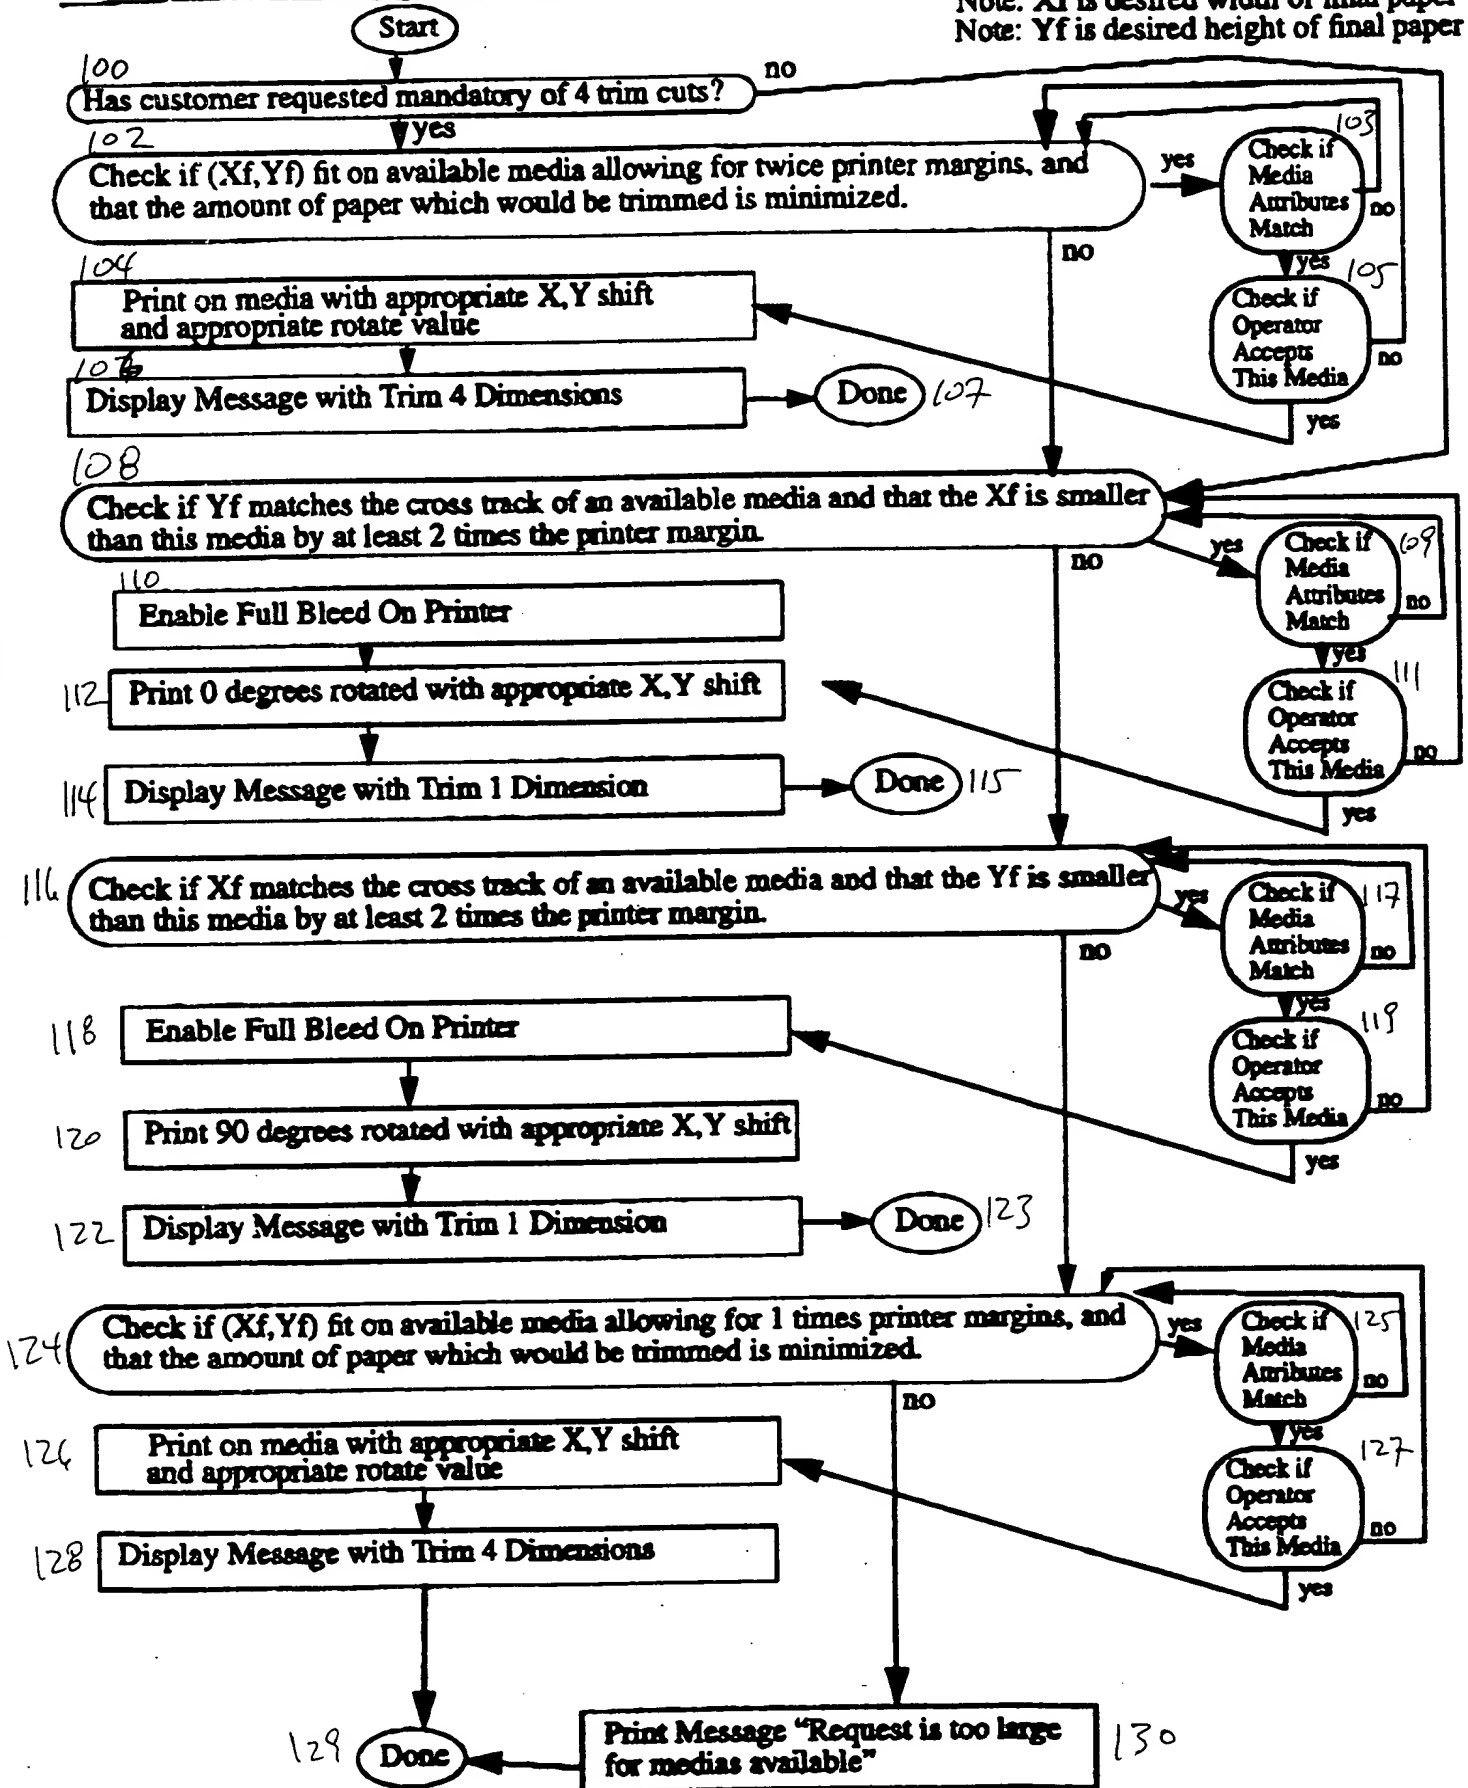 Note: Xf is desired width of final paper
Note: Yf is desired height of final paper
Start
100
Has customer requested mandatory of 4 trim cuts?
no
yes
102
Check if (Xf,Yf) fit on available media allowing for twice printer margins, and
that the amount of paper which would be trimmed is minimized.
yes
103
Check if
Media
Attributes
Match
no
no
yes
104
Print on media with appropriate X,Y shift
and appropriate rotate value
105
Check if
Operator
Accepts
This Media
no
yes
106
Display Message with Trim 4 Dimensions
Done
107
108
Check if Yf matches the cross track of an available media and that the Xf is smaller
than this media by at least 2 times the printer margin.
no
yes
109
Check if
Media
Attributes
Match
no
yes
110
Enable Full Bleed On Printer
111
Check if
Operator
Accepts
This Media
no
yes
112
Print 0 degrees rotated with appropriate X,Y shift
114
Display Message with Trim 1 Dimension
Done
115
116
Check if Xf matches the cross track of an available media and that the Yf is smaller
than this media by at least 2 times the printer margin.
no
yes
117
Check if
Media
Attributes
Match
no
yes
118
Enable Full Bleed On Printer
119
Check if
Operator
Accepts
This Media
no
yes
120
Print 90 degrees rotated with appropriate X,Y shift
122
Display Message with Trim 1 Dimension
Done
123
124
Check if (Xf,Yf) fit on available media allowing for 1 times printer margins, and
that the amount of paper which would be trimmed is minimized.
no
yes
125
Check if
Media
Attributes
Match
no
yes
126
Print on media with appropriate X,Y shift
and appropriate rotate value
127
Check if
Operator
Accepts
This Media
no
yes
128
Display Message with Trim 4 Dimensions
129
Done
Print Message "Request is too large
for medias available"
130